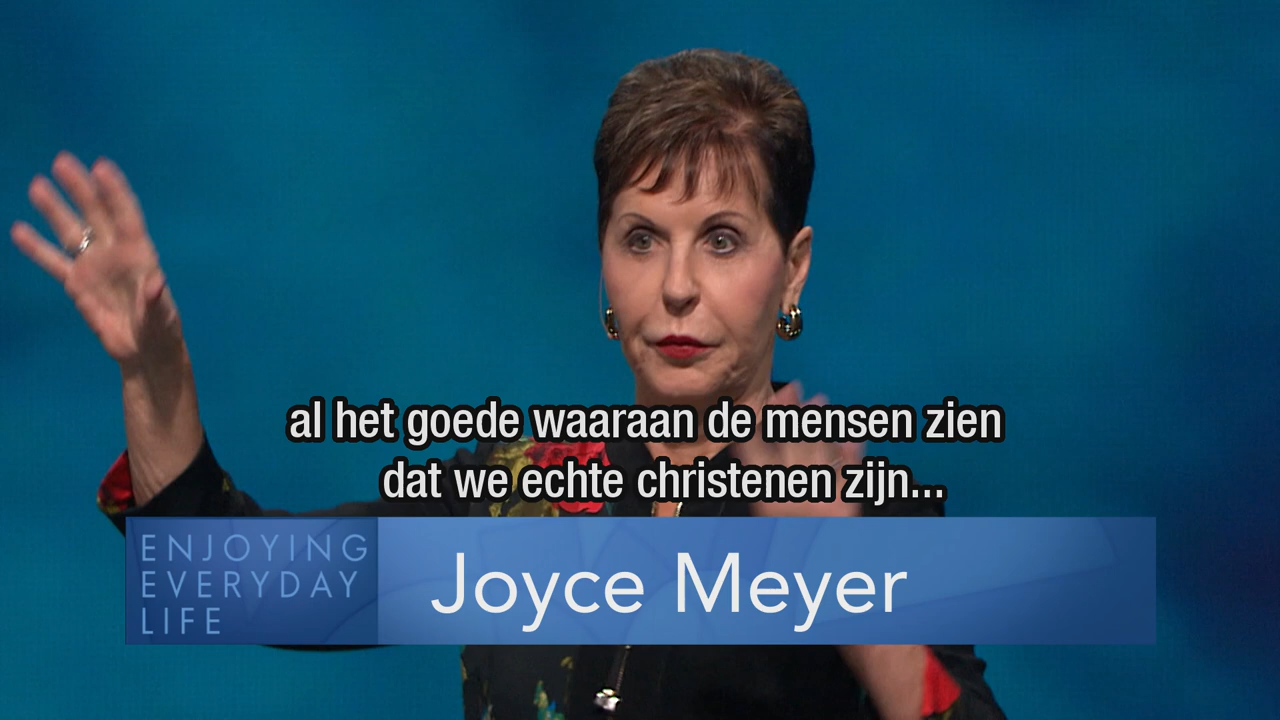 al het goede waaraan de mensen zien
dat we echte christenen zijn...
ENJOYING
EVERYDAY
LIFE
Joyce Meyer